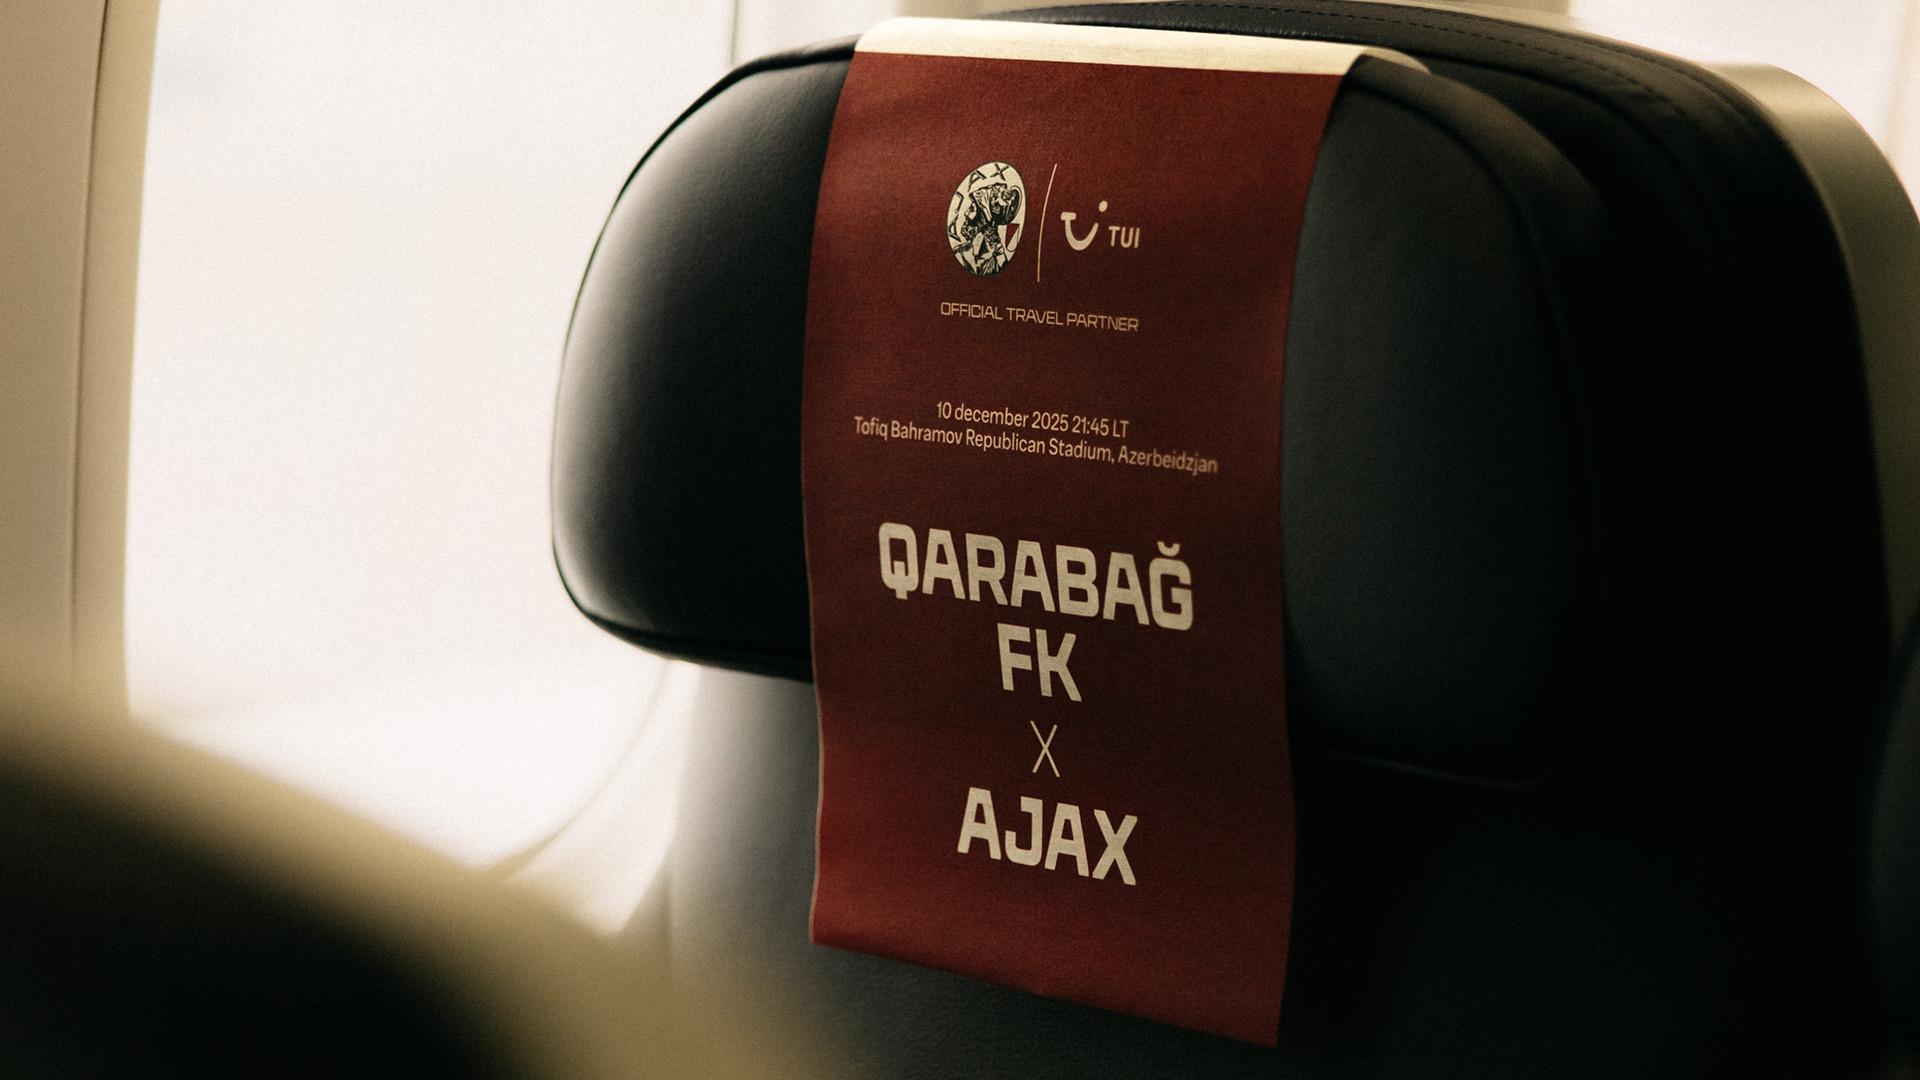 AJAX
TUI
OFFICIAL TRAVEL PARTNER
10 december 2025 21:45 LT
Tofiq Bahramov Republican Stadium, Azerbeidzjan
QARABAĞ
FK
X
AJAX